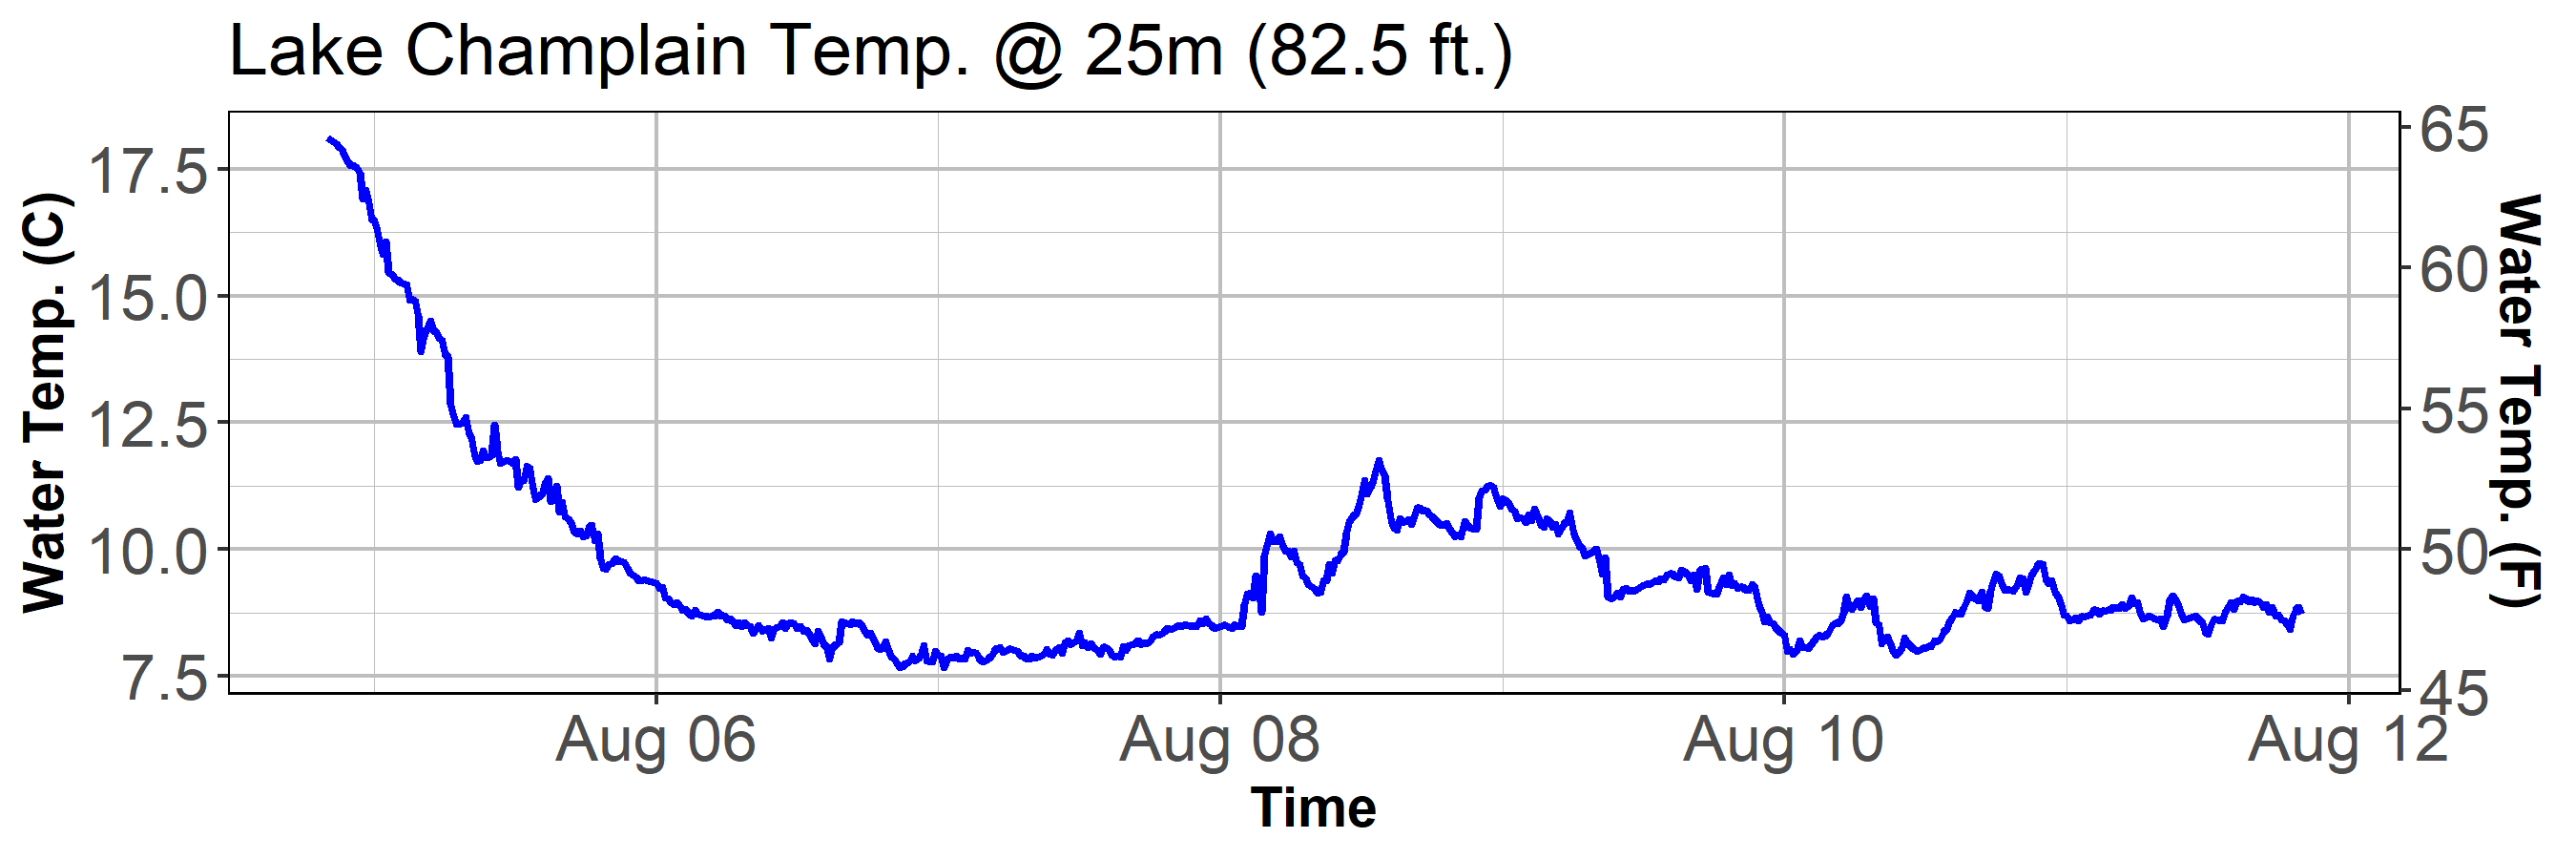 Lake Champlain Temp. @ 25m (82.5 ft.)
Water Temp. (C)
17.5
15.0
12.5
10.0
7.5
65
60
55
50
45
Water Temp. (F)
Aug 06 Aug 08 Aug 10 Aug 12
Time